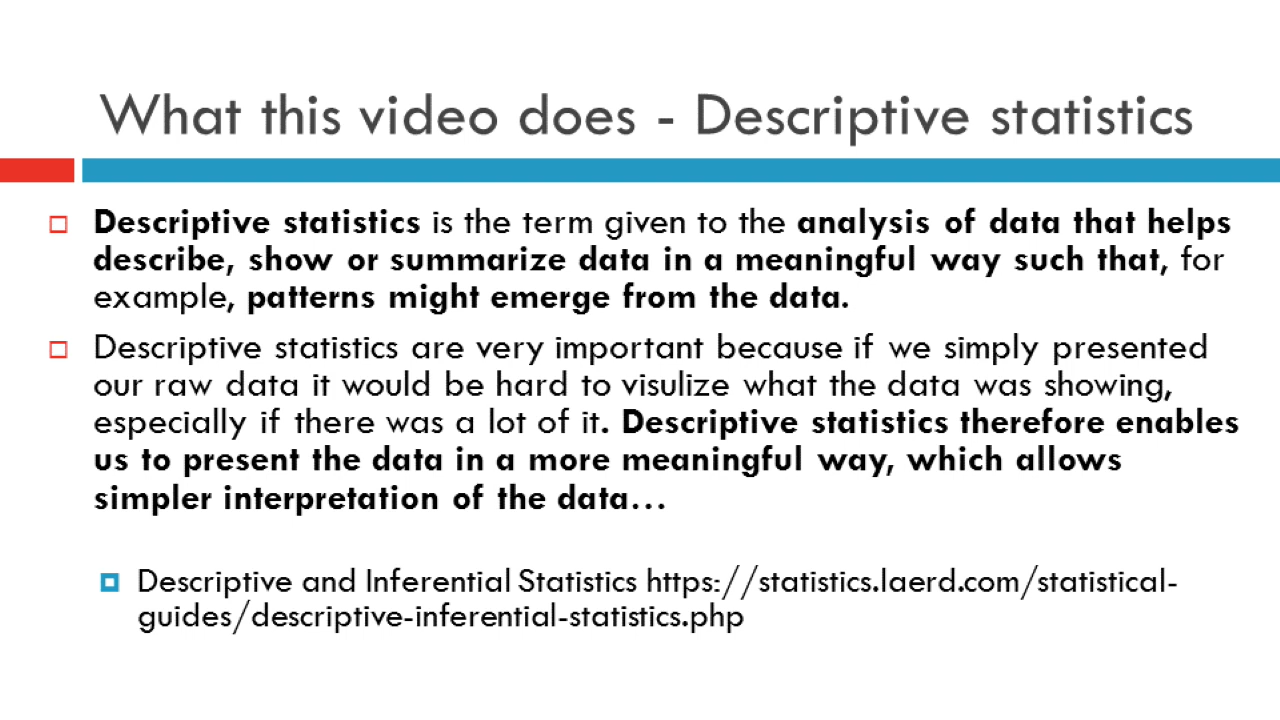 What this video does - Descriptive statistics
Descriptive statistics is the term given to the analysis of data that helps
describe, show or summarize data in a meaningful way such that, for
example, patterns might emerge from the data.
Descriptive statistics are very important because if we simply presented
our raw data it would be hard to visulize what the data was showing,
especially if there was a lot of it. Descriptive statistics therefore enables
us to present the data in a more meaningful way, which allows
simpler interpretation of the data…
Descriptive and Inferential Statistics https://statistics.laerd.com/statistical-
guides/descriptive-inferential-statistics.php